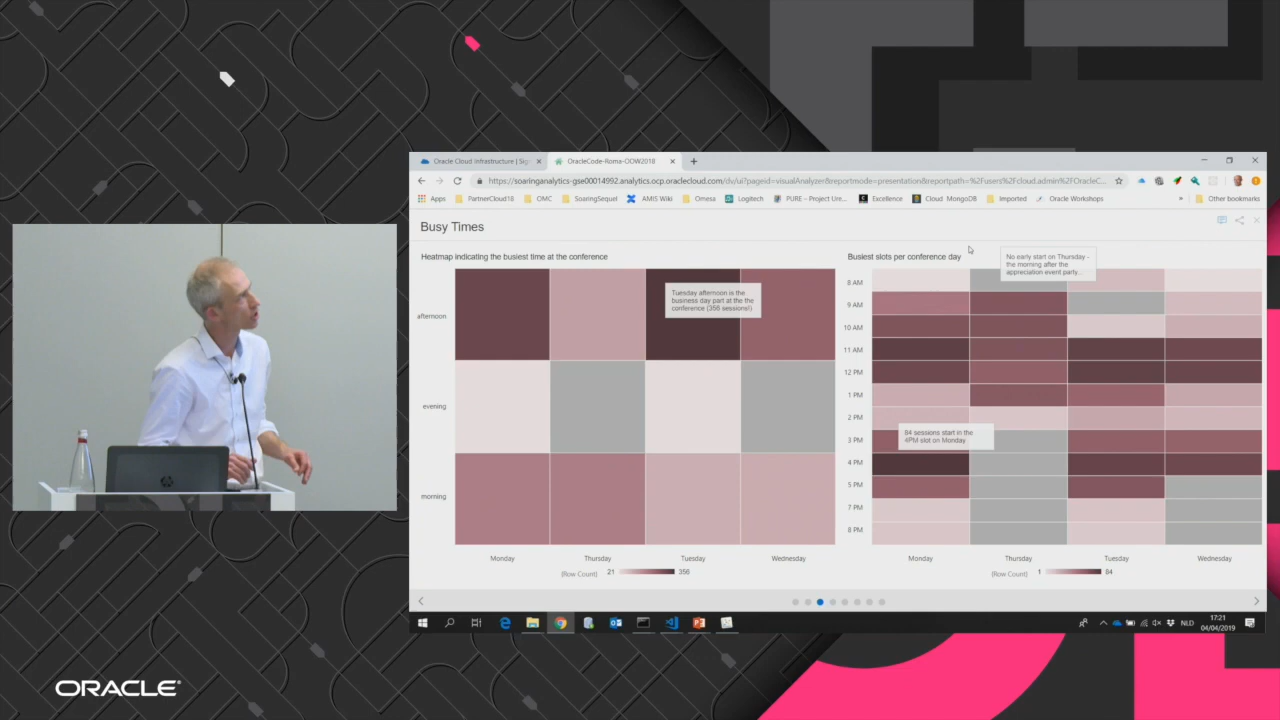 Oracle Cloud Infrastructure | Sig
OracleCode-Roma-OOW2018
https://soaringanalytics-gse00014992.analytics.ocp.oraclecloud.com/dv/ui?pageid=visualAnalyzer&reportmode=presentation&reportpath=%2Fusers%2Fcloud.admin%2FOracleC...
Apps PartnerCloud18 OMC SoaringSequel AMIS Wiki Omesa Logitech PURE – Project Ure... Excellence Cloud MongoDB Imported Oracle Workshops » Other bookmarks
Busy Times
Heatmap indicating the busiest time at the conference
afternoon
evening
morning
Tuesday afternoon is the
business day part at the the
conference (356 sessions!)
Monday Thursday Tuesday Wednesday
(Row Count) 21 356
Busiest slots per conference day
No early start on Thursday -
the morning after the
appreciation event party...
8 AM
9 AM
10 AM
11 AM
12 PM
1 PM
2 PM
3 PM
4 PM
5 PM
7 PM
8 PM
84 sessions start in the
4PM slot on Monday
Monday Thursday Tuesday Wednesday
(Row Count) 1 84
NLD
17:21
04/04/2019
hp
ORACLE®